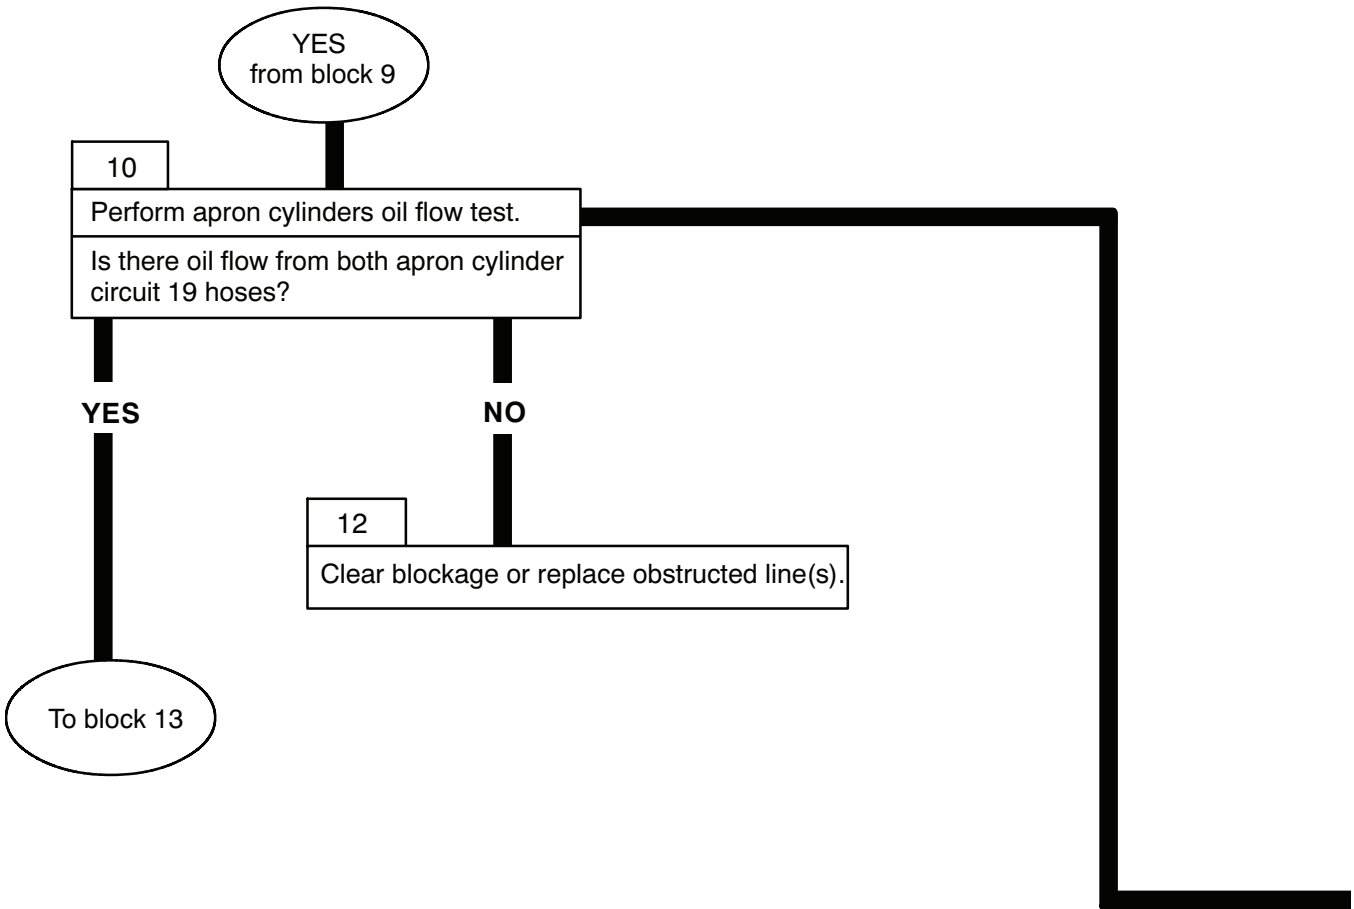 YES
from block 9
10
Perform apron cylinders oil flow test.
Is there oil flow from both apron cylinder
circuit 19 hoses?
YES
NO
12
Clear blockage or replace obstructed line(s).
To block 13